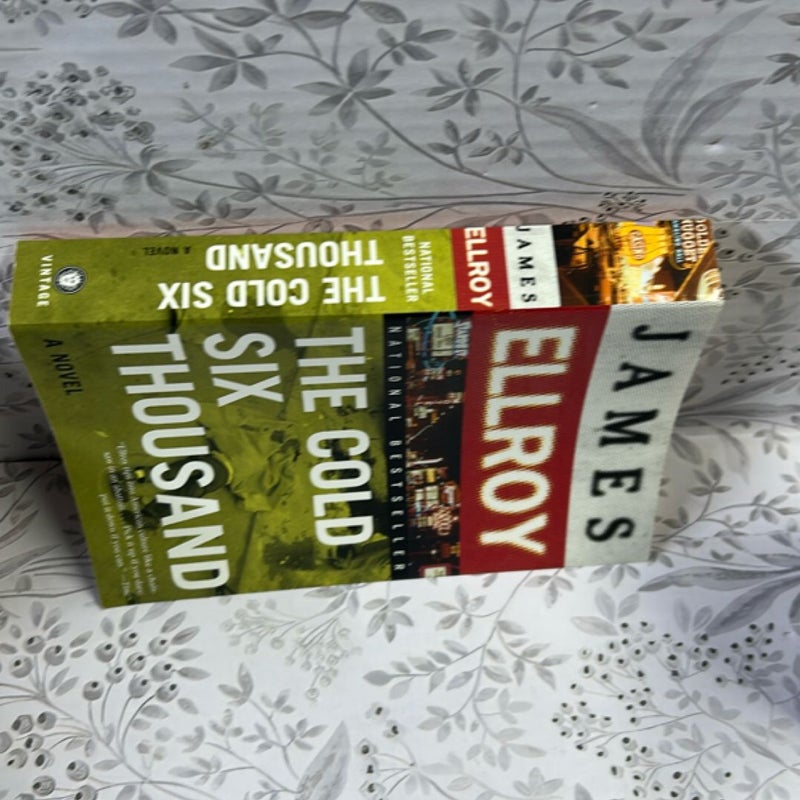 JAMES
ELLROY
NATIONAL BESTSELLER
THE COLD
SIX
THOUSAND
A NOVEL
JAMES
ELLROY
NATIONAL
BESTSELLER
THE COLD SIX
THOUSAND
A NOVEL
VINTAGE